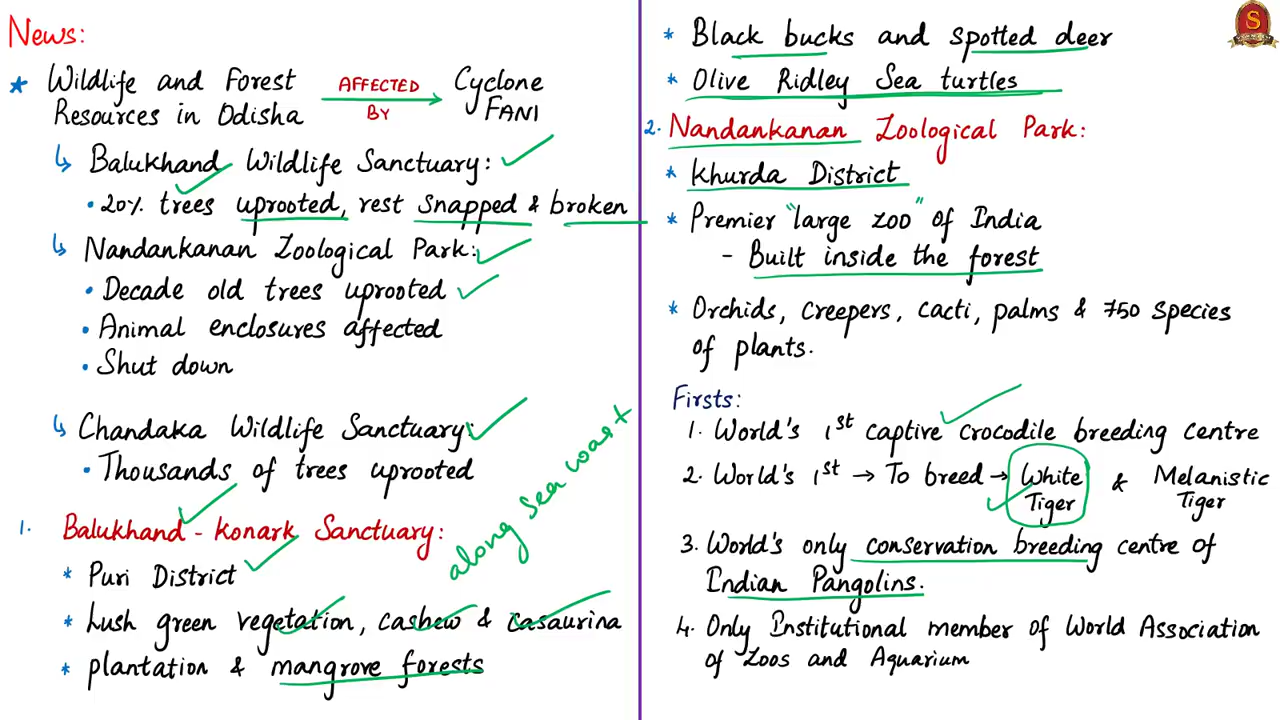 News:
* Wildlife and Forest Resources in Odisha AFFECTED BY Cyclone FANI
↳ Balukhand Wildlife Sanctuary:
• 20% trees uprooted, rest snapped & broken
↳ Nandankanan Zoological Park:
• Decade old trees uprooted
• Animal enclosures affected
• Shut down
↳ Chandaka Wildlife Sanctuary:
• Thousands of trees uprooted
1. Balukhand - Konark Sanctuary:
along sea coast
* Puri District
* Lush green vegetation, cashew & casaurina
* plantation & mangrove forests
* Black bucks and spotted deer
* Olive Ridley Sea turtles
2. Nandankanan Zoological Park:
* Khurda District
* Premier "large zoo" of India
- Built inside the forest
* Orchids, creepers, cacti, palms & 750 species
of plants.
Firsts:
1. World's 1st captive crocodile breeding centre
2. World's 1st → To breed → White Tiger & Melanistic Tiger
3. World's only conservation breeding centre of
Indian Pangolins.
4. Only Institutional member of World Association
of Zoos and Aquarium
S